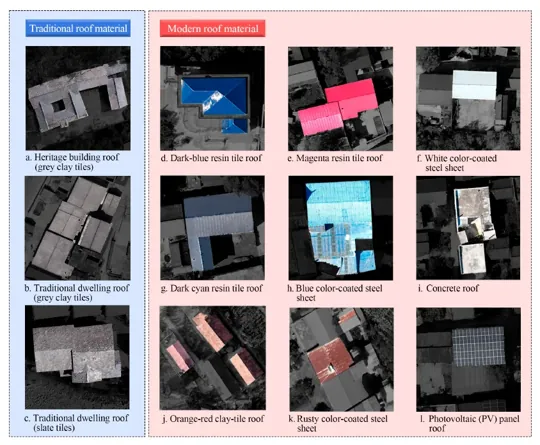 Traditional roof material
Modern roof material
a. Heritage building roof
(grey clay tiles)
d. Dark-blue resin tile roof
e. Magenta resin tile roof
f. White color-coated
steel sheet
b. Traditional dwelling roof
(grey clay tiles)
g. Dark cyan resin tile roof
h. Blue color-coated steel
sheet
i. Concrete roof
c. Traditional dwelling roof
(slate tiles)
j. Orange-red clay-tile roof
k. Rusty color-coated steel
sheet
l. Photovoltaic (PV) panel
roof